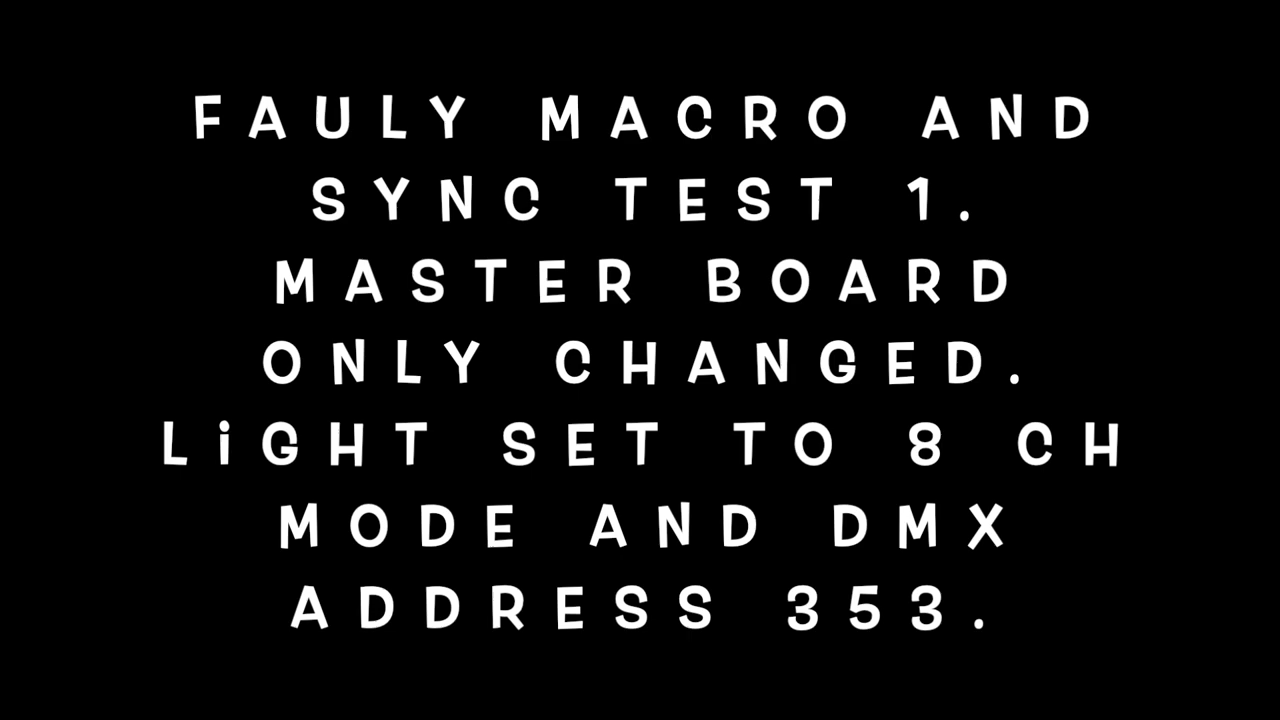 FAULY MACRO AND
SYNC TEST 1.
MASTER BOARD
ONLY CHANGED.
LiGHT SET TO 8 CH
MODE AND DMX
ADDRESS 353.